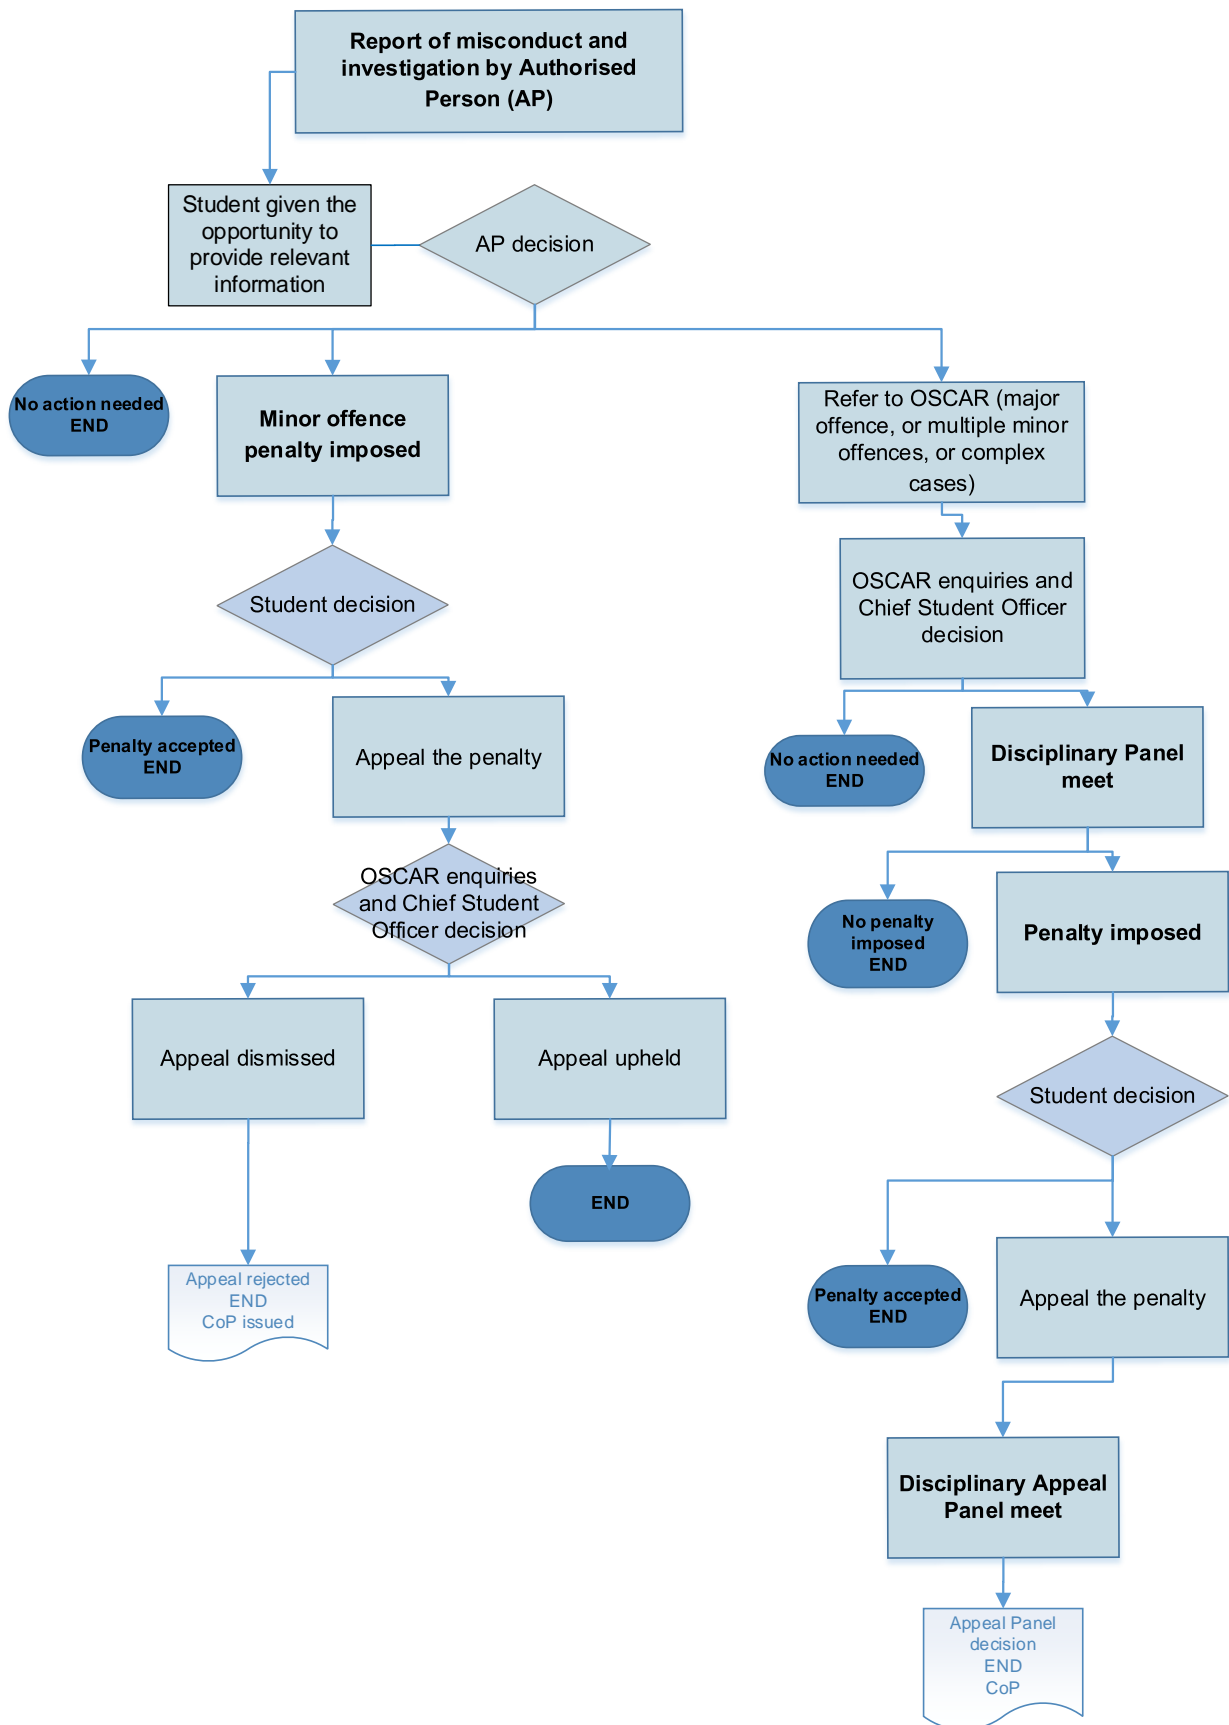 Report of misconduct and
investigation by Authorised
Person (AP)
Student given the
opportunity to
provide relevant
information
AP decision
No action needed
END
Minor offence
penalty imposed
Refer to OSCAR (major
offence, or multiple minor
offences, or complex
cases)
Student decision
OSCAR enquiries and
Chief Student Officer
decision
Penalty accepted
END
Appeal the penalty
No action needed
END
Disciplinary Panel
meet
OSCAR enquiries
and Chief Student
Officer decision
No penalty
imposed
END
Penalty imposed
Appeal dismissed
Appeal upheld
Student decision
END
Appeal rejected
END
CoP issued
Penalty accepted
END
Appeal the penalty
Disciplinary Appeal
Panel meet
Appeal Panel
decision
END
CoP